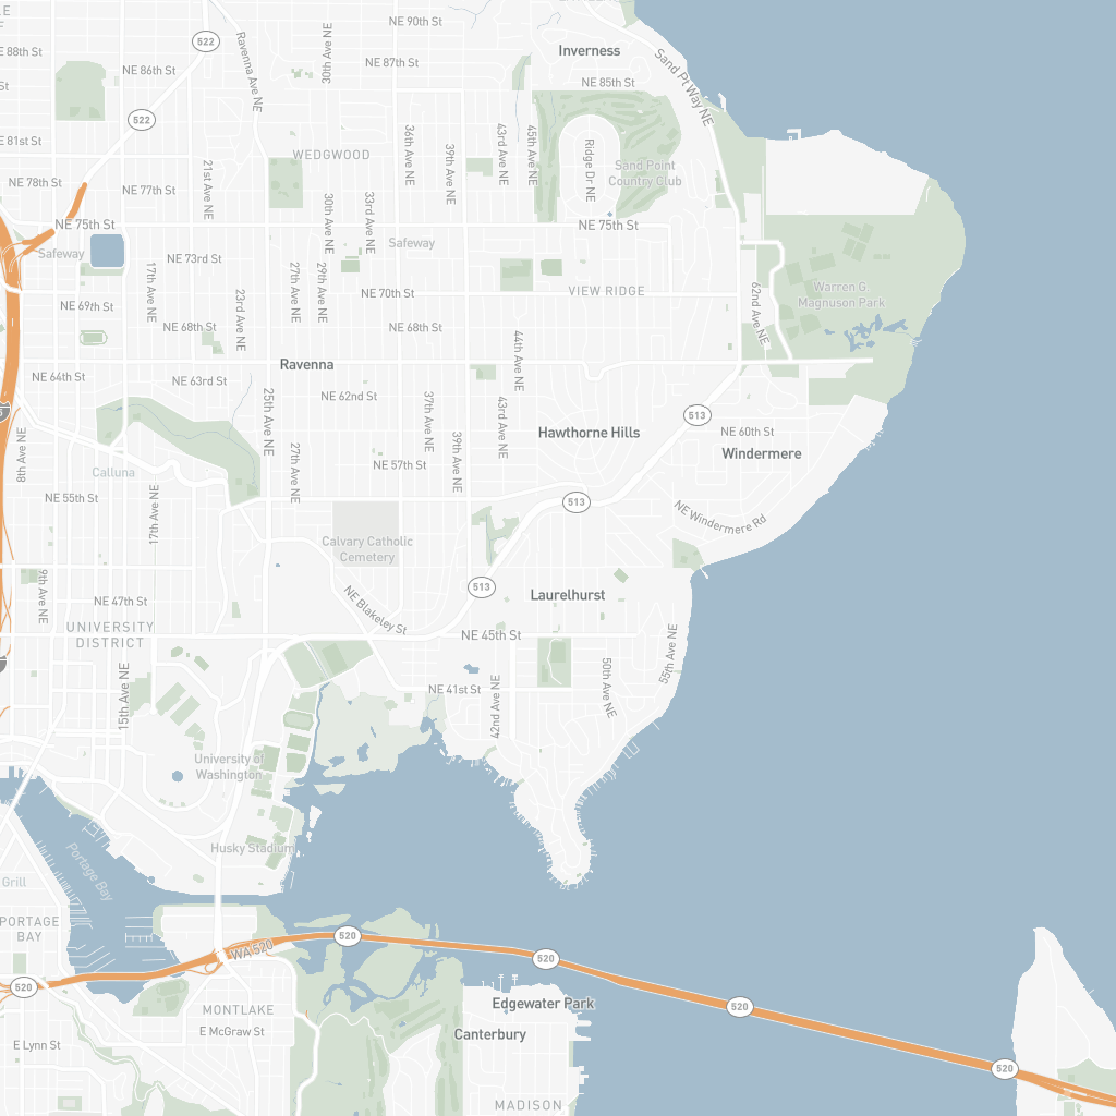 NE 90th St
Inverness
522
NE 88th St
Ravenna Ave NE
30th Ave NE
NE 87th St
Sand Pt Way NE
NE 86th St
NE 85th St
522
NE 81st St
36th Ave NE
39th Ave NE
43rd Ave NE
45th Ave NE
Ridge Dr NE
WEDGWOOD
Sand Point
Country Club
NE 78th St
NE 77th St
21st Ave NE
30th Ave NE
33rd Ave NE
NE 75th St
NE 75th St
Safeway
Safeway
NE 73rd St
17th Ave NE
23rd Ave NE
27th Ave NE
29th Ave NE
NE 70th St
VIEW RIDGE
62nd Ave NE
Warren G
Magnuson Park
NE 69th St
NE 68th St
NE 68th St
44th Ave NE
Ravenna
NE 64th St
NE 63rd St
NE 62nd St
25th Ave NE
37th Ave NE
43rd Ave NE
5
513
Hawthorne Hills
NE 60th St
Windermere
8th Ave NE
27th Ave NE
39th Ave NE
Calluna
NE 57th St
NE 55th St
17th Ave NE
513
NE Windermere Rd
Calvary Catholic
Cemetery
9th Ave NE
513
NE 47th St
NE Blakeley St
Laurelhurst
UNIVERSITY
DISTRICT
NE 45th St
55th Ave NE
15th Ave NE
NE 41st St
42nd Ave NE
50th Ave NE
University of
Washington
Husky Stadium
Portage Bay
Grill
PORTAGE
BAY
WA 520
520
520
520
520
520
Edgewater Park
MONTLAKE
E McGraw St
Canterbury
E Lynn St
MADISON